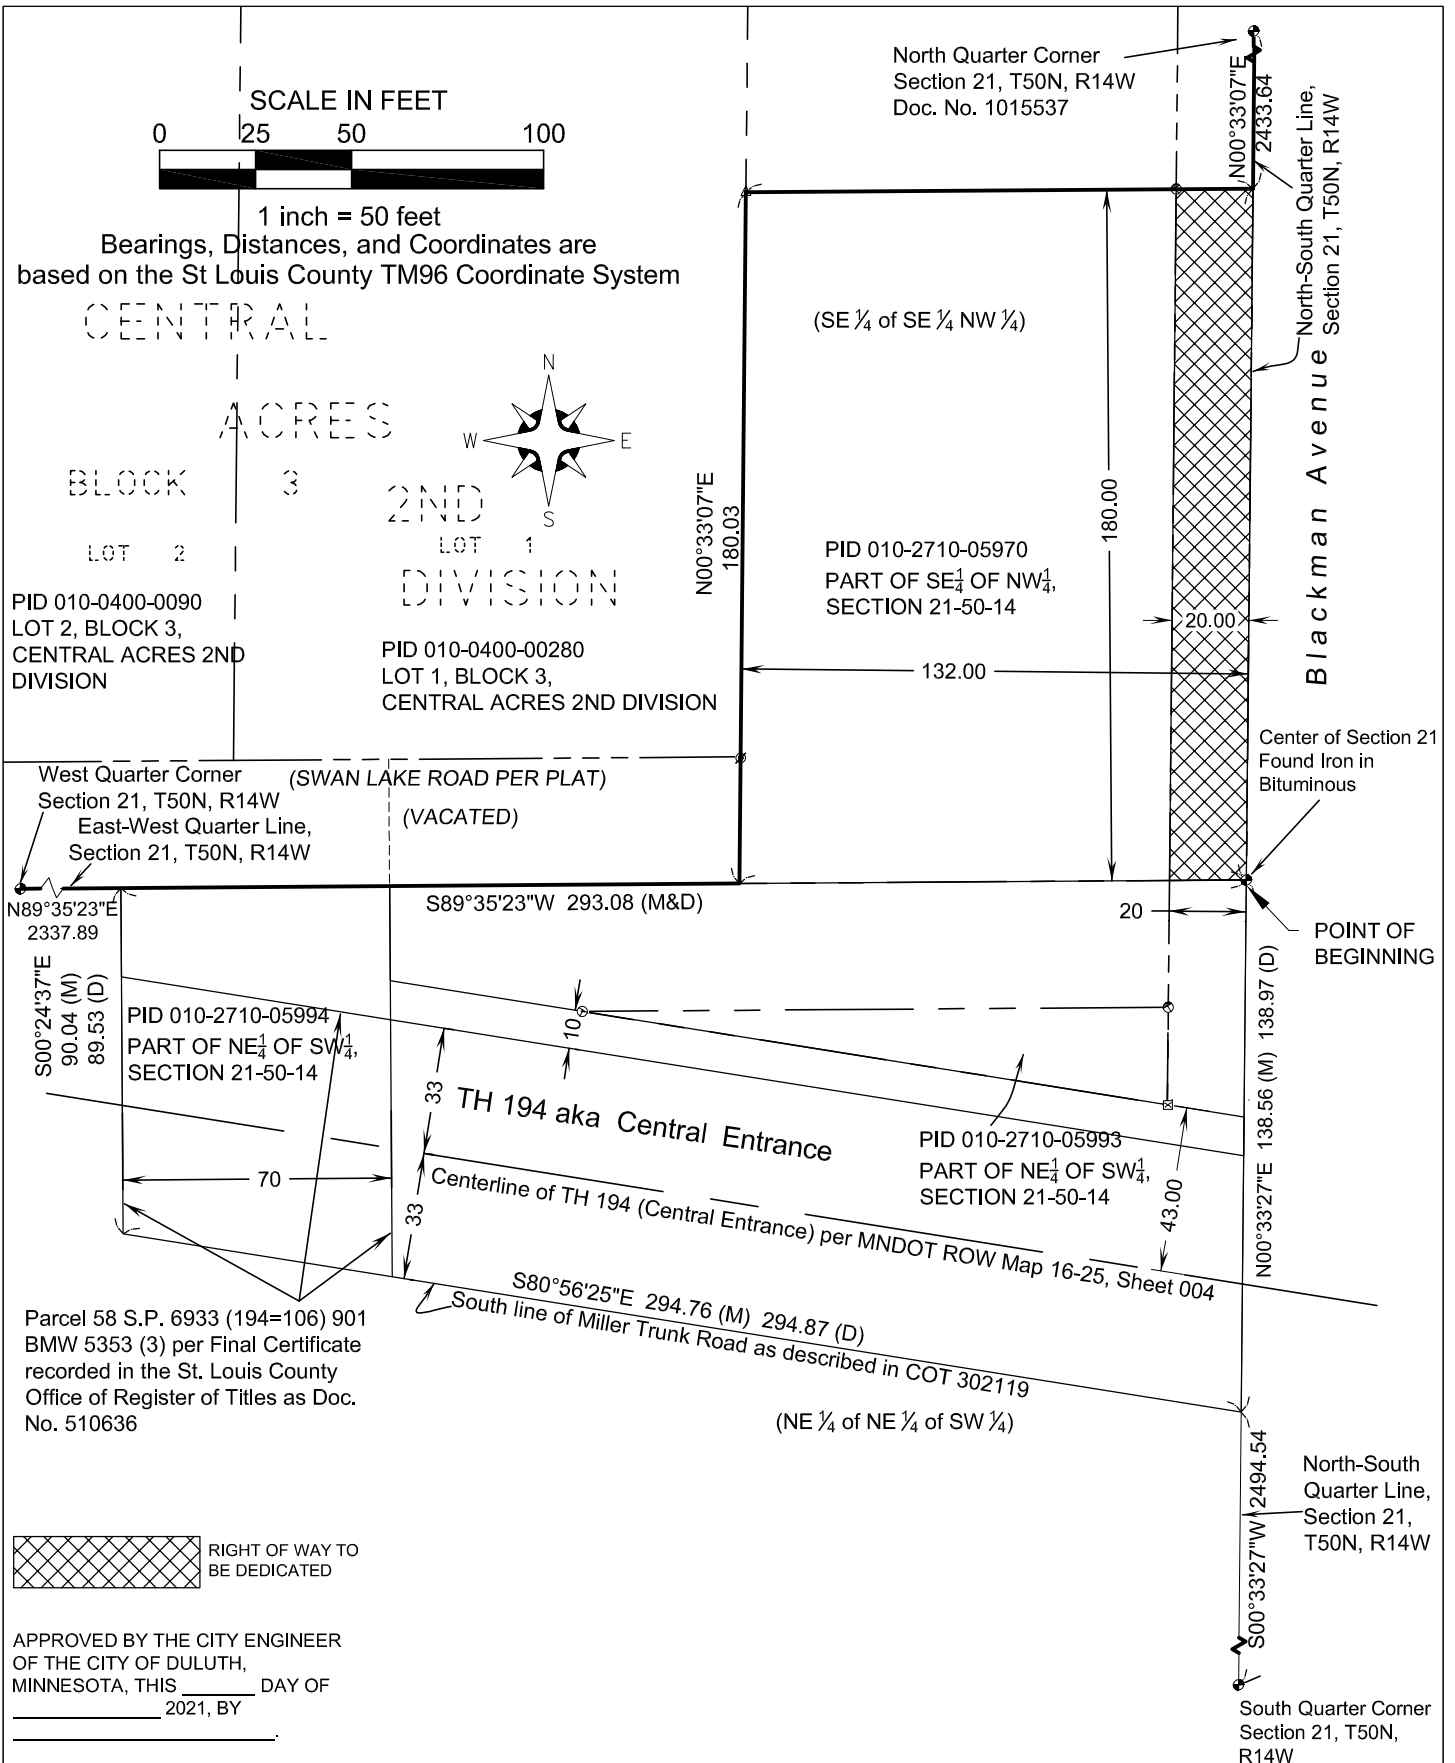 North Quarter Corner
Section 21, T50N, R14W
Doc. No. 1015537
N00°33'07"E
2433.64
North-South Quarter Line,
Section 21, T50N, R14W
SCALE IN FEET
0 25 50 100
1 inch = 50 feet
Bearings, Distances, and Coordinates are
based on the St Louis County TM96 Coordinate System
CENTRAL
ACRES
BLOCK 3
2ND
LOT 2
LOT 1
DIVISION
N
W E
S
(SE ¼ of SE ¼ NW ¼)
N00°33'07"E
180.03
180.00
Blackman Avenue
PID 010-2710-05970
PART OF SE¼ OF NW¼,
SECTION 21-50-14
20.00
132.00
PID 010-0400-0090
LOT 2, BLOCK 3,
CENTRAL ACRES 2ND
DIVISION
PID 010-0400-00280
LOT 1, BLOCK 3,
CENTRAL ACRES 2ND DIVISION
Center of Section 21
Found Iron in
Bituminous
West Quarter Corner
Section 21, T50N, R14W
East-West Quarter Line,
Section 21, T50N, R14W
(SWAN LAKE ROAD PER PLAT)
(VACATED)
N89°35'23"E
2337.89
S89°35'23"W 293.08 (M&D)
20
POINT OF
BEGINNING
S00°24'37"E
90.04 (M)
89.53 (D)
PID 010-2710-05994
PART OF NE¼ OF SW¼,
SECTION 21-50-14
10
33
TH 194 aka Central Entrance
PID 010-2710-05993
PART OF NE¼ OF SW¼,
SECTION 21-50-14
43.00
N00°33'27"E 138.56 (M) 138.97 (D)
70
33
Centerline of TH 194 (Central Entrance) per MNDOT ROW Map 16-25, Sheet 004
S80°56'25"E 294.76 (M) 294.87 (D)
South line of Miller Trunk Road as described in COT 302119
Parcel 58 S.P. 6933 (194=106) 901
BMW 5353 (3) per Final Certificate
recorded in the St. Louis County
Office of Register of Titles as Doc.
No. 510636
(NE ¼ of NE ¼ of SW ¼)
S00°33'27"W 2494.54
North-South
Quarter Line,
Section 21,
T50N, R14W
RIGHT OF WAY TO
BE DEDICATED
APPROVED BY THE CITY ENGINEER
OF THE CITY OF DULUTH,
MINNESOTA, THIS ______ DAY OF
____________ 2021, BY
______________________.
South Quarter Corner
Section 21, T50N,
R14W